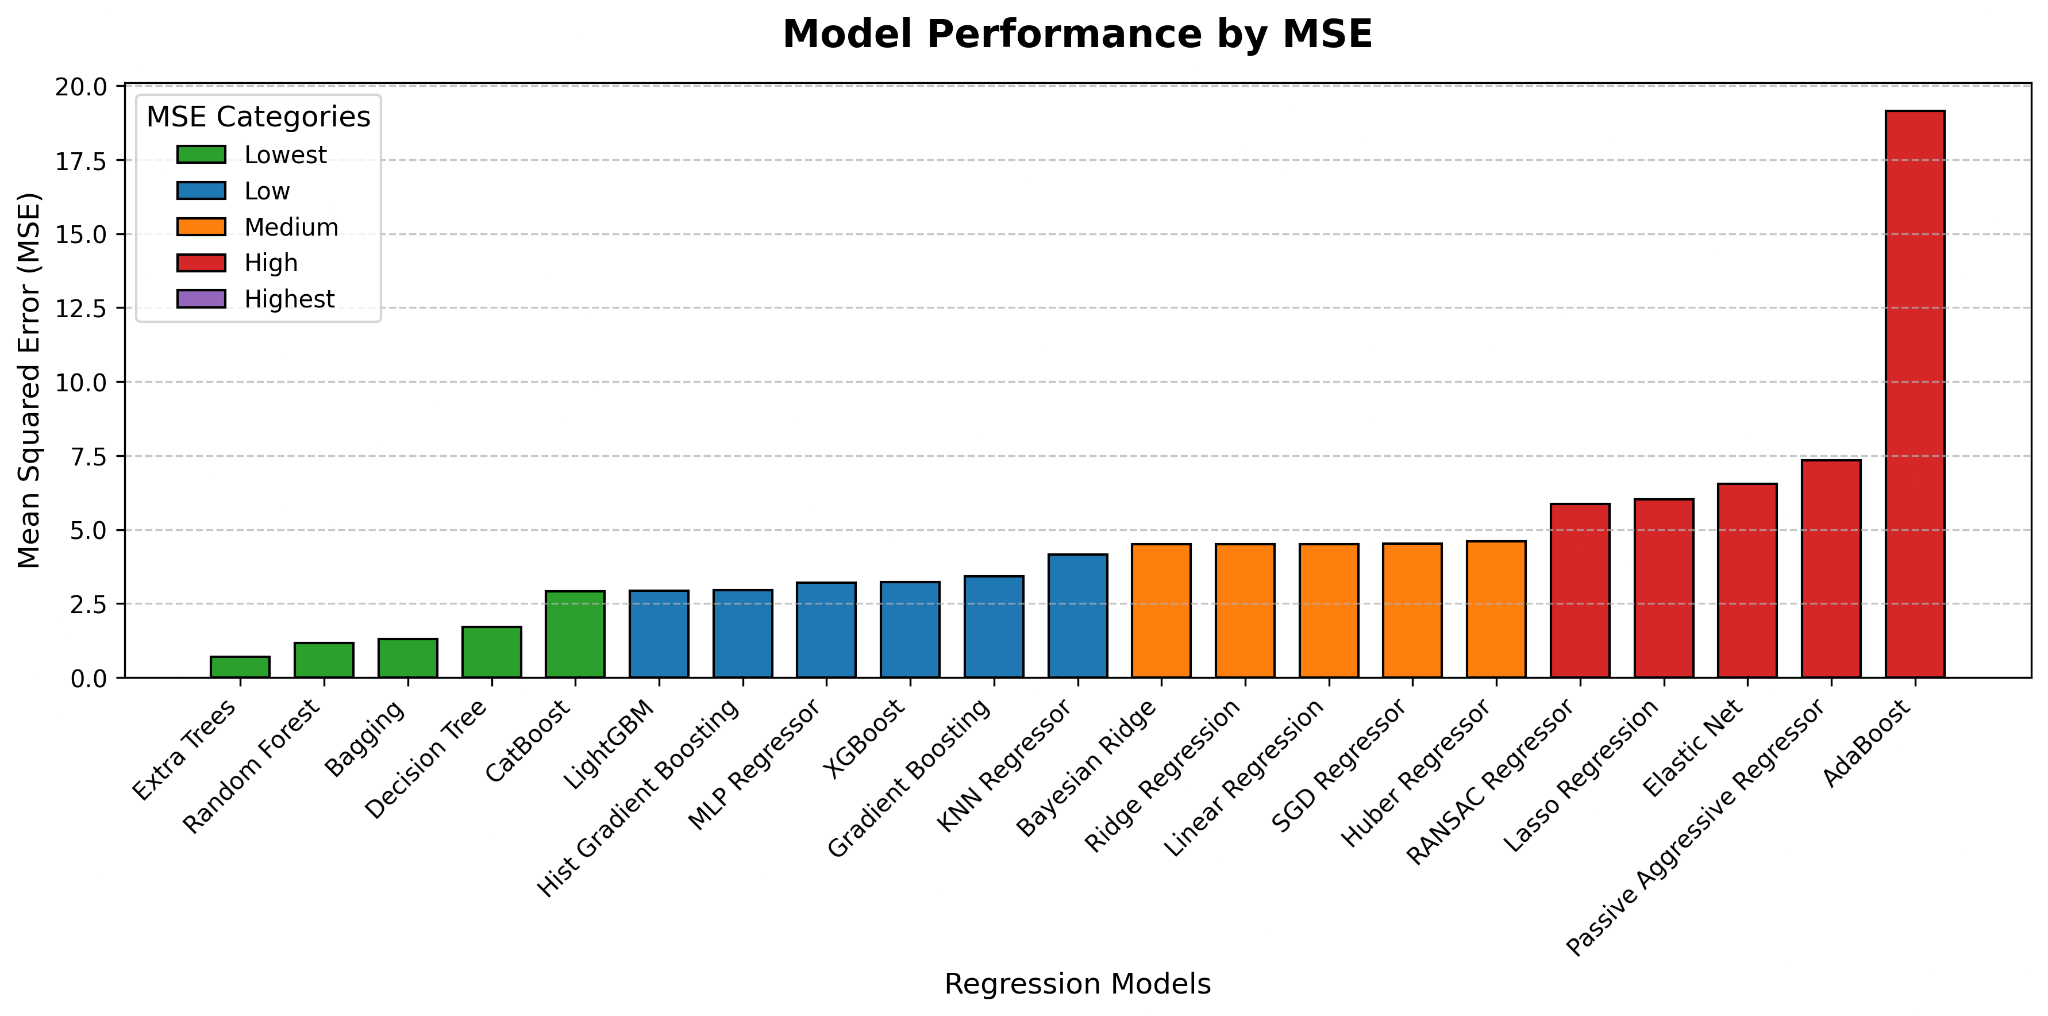 Model Performance by MSE
Mean Squared Error (MSE)
20.0
17.5
15.0
12.5
10.0
7.5
5.0
2.5
0.0
MSE Categories
Lowest
Low
Medium
High
Highest
Extra Trees
Random Forest
Bagging
Decision Tree
CatBoost
LightGBM
Hist Gradient Boosting
MLP Regressor
XGBoost
Gradient Boosting
KNN Regressor
Bayesian Ridge
Ridge Regression
Linear Regression
SGD Regressor
Huber Regressor
RANSAC Regressor
Lasso Regression
Elastic Net
Passive Aggressive Regressor
AdaBoost
Regression Models